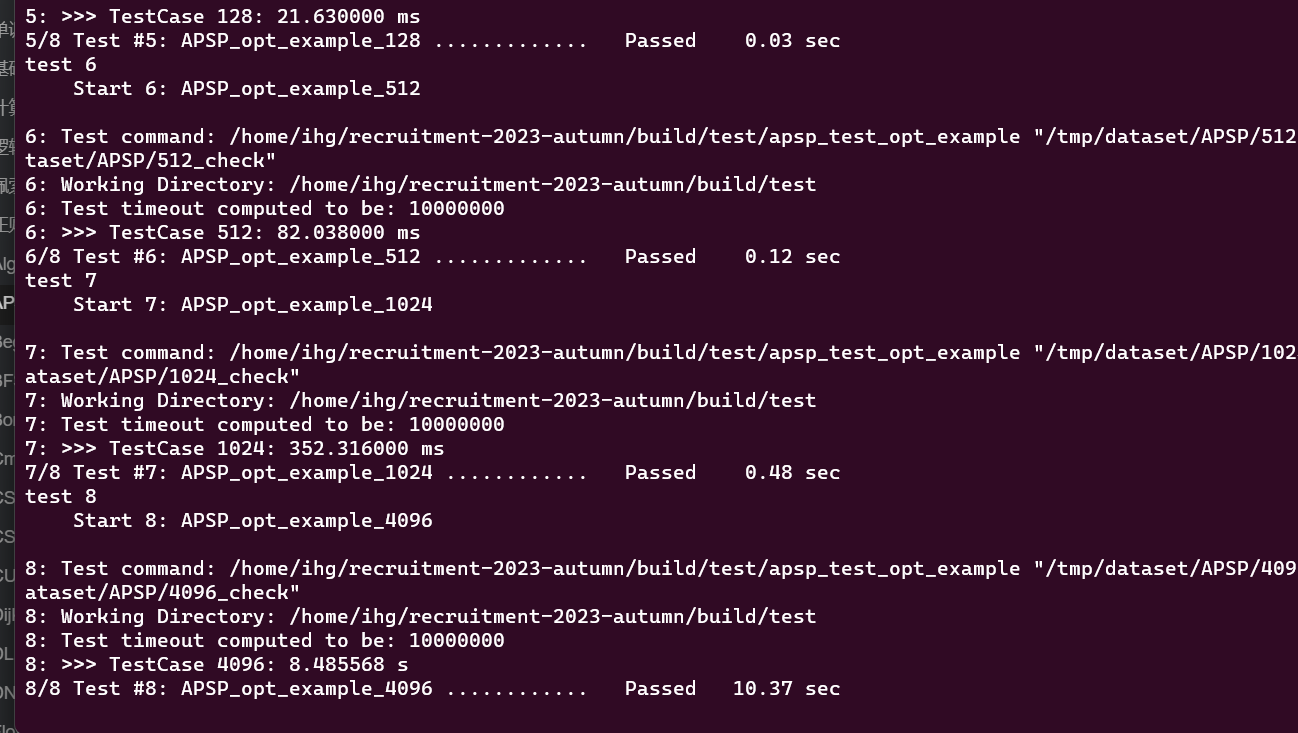 5: >>> TestCase 128: 21.630000 ms
5/8 Test #5: APSP_opt_example_128 .............   Passed    0.03 sec
test 6
    Start 6: APSP_opt_example_512

6: Test command: /home/ihg/recruitment-2023-autumn/build/test/apsp_test_opt_example "/tmp/dataset/APSP/512
taset/APSP/512_check"
6: Working Directory: /home/ihg/recruitment-2023-autumn/build/test
6: Test timeout computed to be: 10000000
6: >>> TestCase 512: 82.038000 ms
6/8 Test #6: APSP_opt_example_512 .............   Passed    0.12 sec
test 7
    Start 7: APSP_opt_example_1024

7: Test command: /home/ihg/recruitment-2023-autumn/build/test/apsp_test_opt_example "/tmp/dataset/APSP/102
ataset/APSP/1024_check"
7: Working Directory: /home/ihg/recruitment-2023-autumn/build/test
7: Test timeout computed to be: 10000000
7: >>> TestCase 1024: 352.316000 ms
7/8 Test #7: APSP_opt_example_1024 ............   Passed    0.48 sec
test 8
    Start 8: APSP_opt_example_4096

8: Test command: /home/ihg/recruitment-2023-autumn/build/test/apsp_test_opt_example "/tmp/dataset/APSP/409
ataset/APSP/4096_check"
8: Working Directory: /home/ihg/recruitment-2023-autumn/build/test
8: Test timeout computed to be: 10000000
8: >>> TestCase 4096: 8.485568 s
8/8 Test #8: APSP_opt_example_4096 ............   Passed   10.37 sec